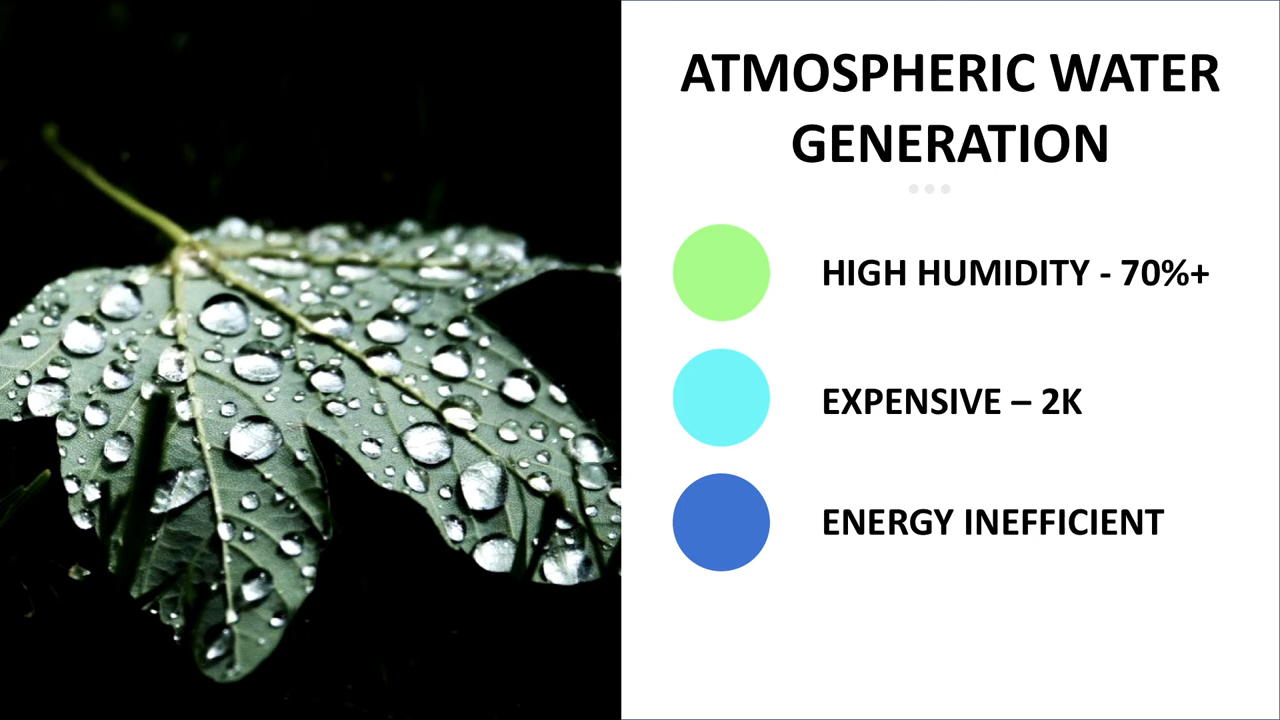 ATMOSPHERIC WATER
GENERATION
HIGH HUMIDITY - 70%+
EXPENSIVE – 2K
ENERGY INEFFICIENT